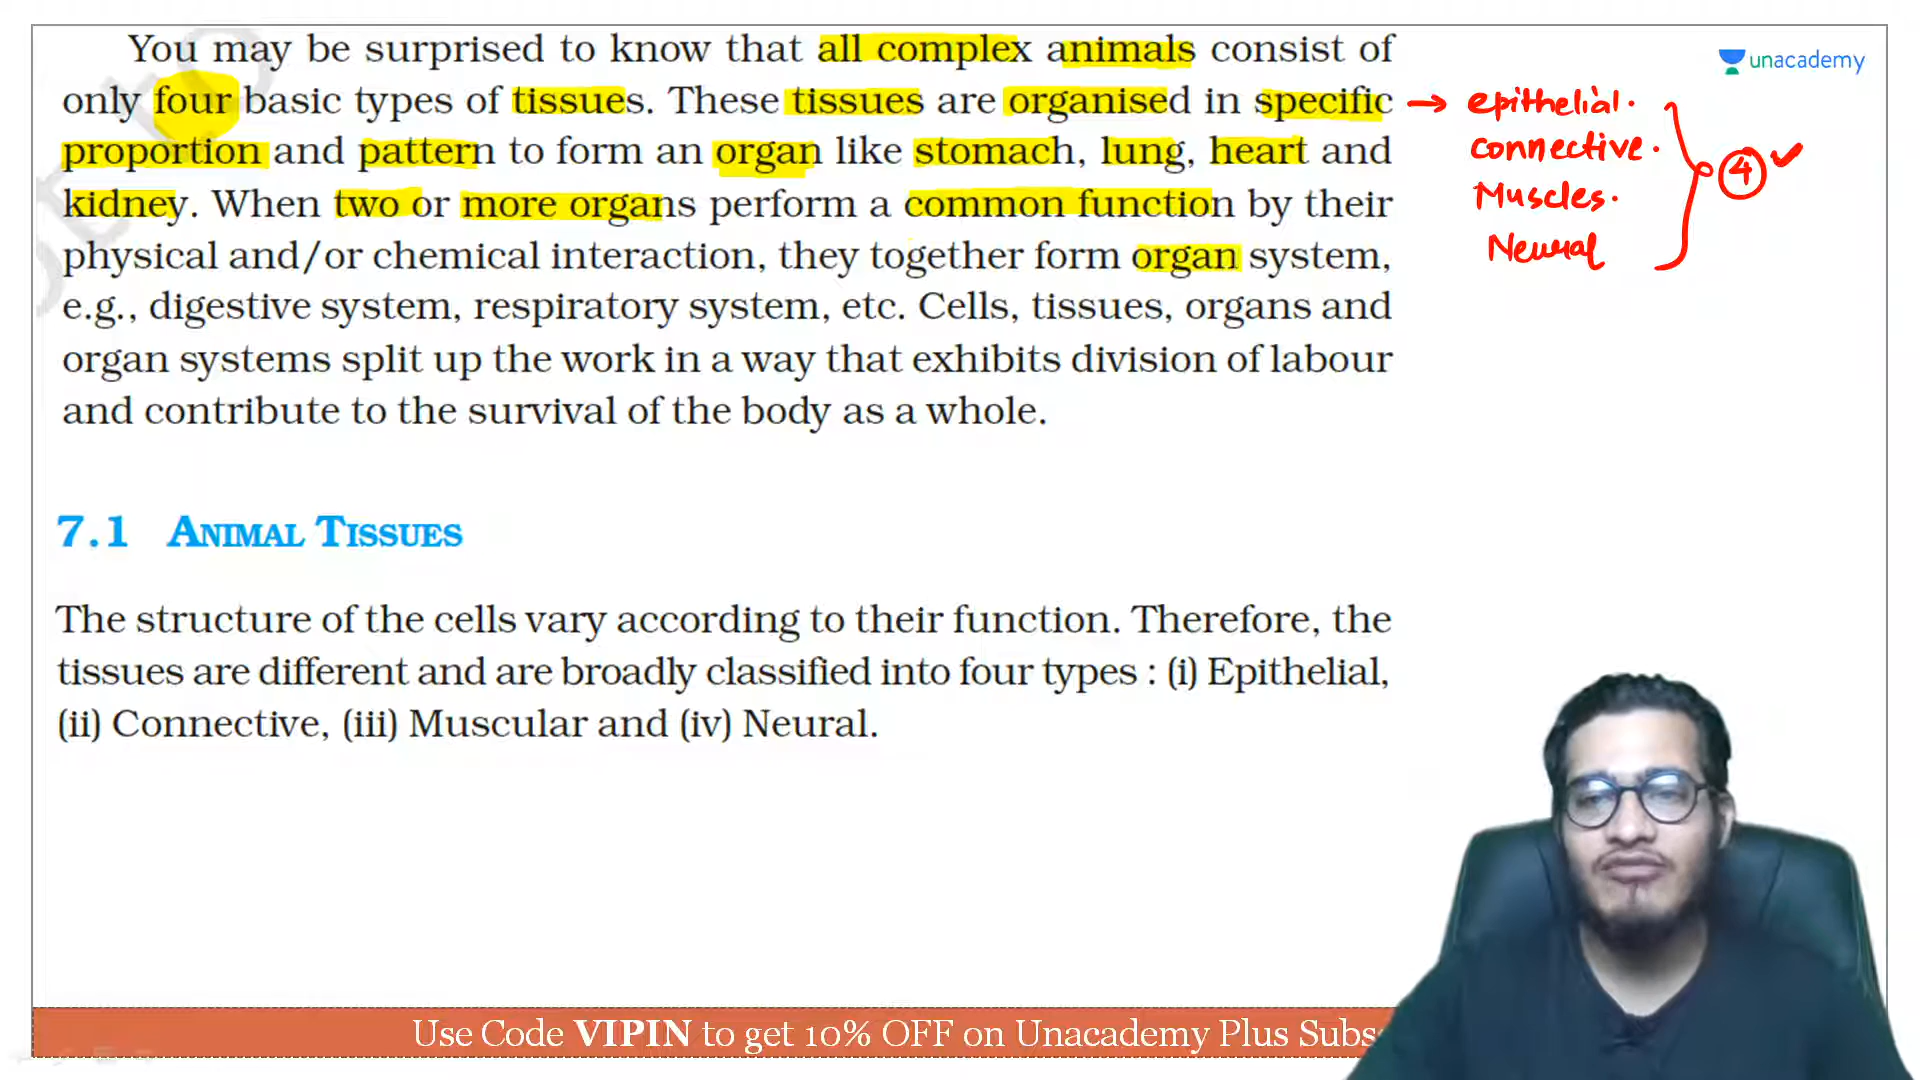 You may be surprised to know that all complex animals consist of
only four basic types of tissues. These tissues are organised in specific
proportion and pattern to form an organ like stomach, lung, heart and
kidney. When two or more organs perform a common function by their
physical and/or chemical interaction, they together form organ system,
e.g., digestive system, respiratory system, etc. Cells, tissues, organs and
organ systems split up the work in a way that exhibits division of labour
and contribute to the survival of the body as a whole.
→ epithelial.
connective.
Muscles.
Neural
4 ✓
unacademy
7.1 ANIMAL TISSUES
The structure of the cells vary according to their function. Therefore, the
tissues are different and are broadly classified into four types : (i) Epithelial,
(ii) Connective, (iii) Muscular and (iv) Neural.
Use Code VIPIN to get 10% OFF on Unacademy Plus Subs